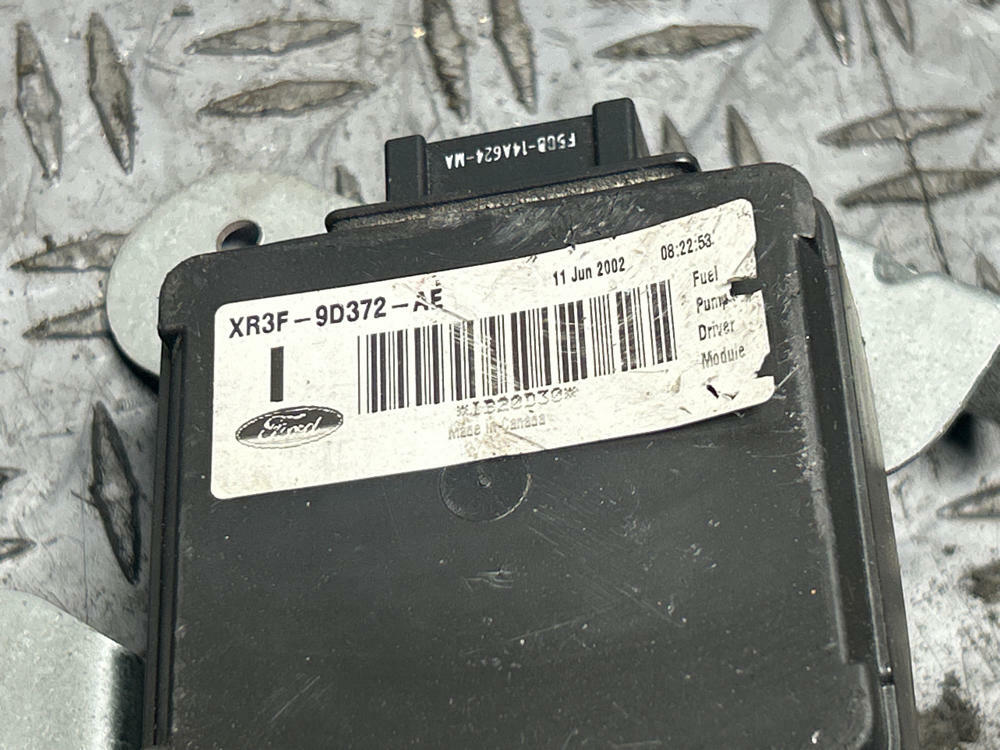 F5CB-14A624-MA
XR3F-9D372-AE
11 Jun 2002 08:22:53
Fuel
Pump
Driver
Module
I
Ford
Made in Canada